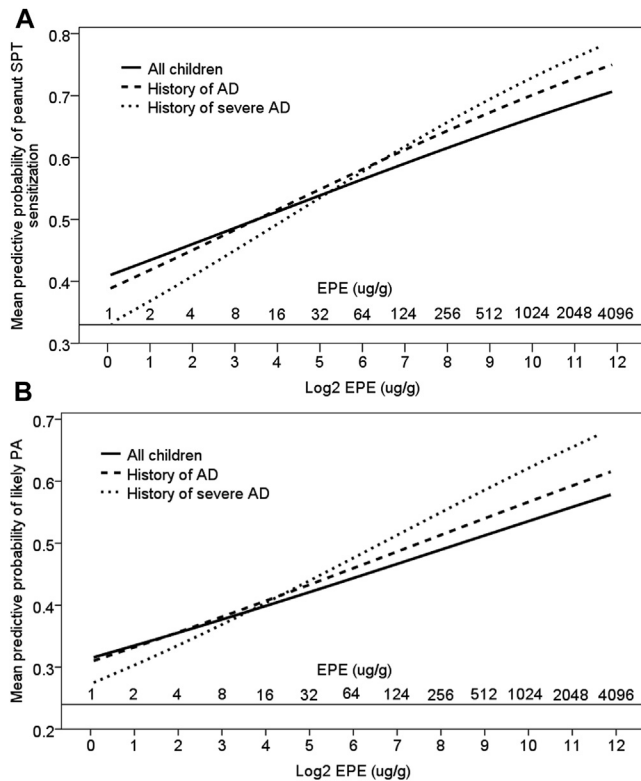 A
Mean predictive probability of peanut SPT
sensitization
0.8
0.7
0.6
0.5
0.4
0.3
All children
History of AD
History of severe AD
EPE (ug/g)
1 2 4 8 16 32 64 124 256 512 1024 2048 4096
0 1 2 3 4 5 6 7 8 9 10 11 12
Log2 EPE (ug/g)
B
Mean predictive probability of likely PA
0.7
0.6
0.5
0.4
0.3
0.2
All children
History of AD
History of severe AD
EPE (ug/g)
1 2 4 8 16 32 64 124 256 512 1024 2048 4096
0 1 2 3 4 5 6 7 8 9 10 11 12
Log2 EPE (ug/g)